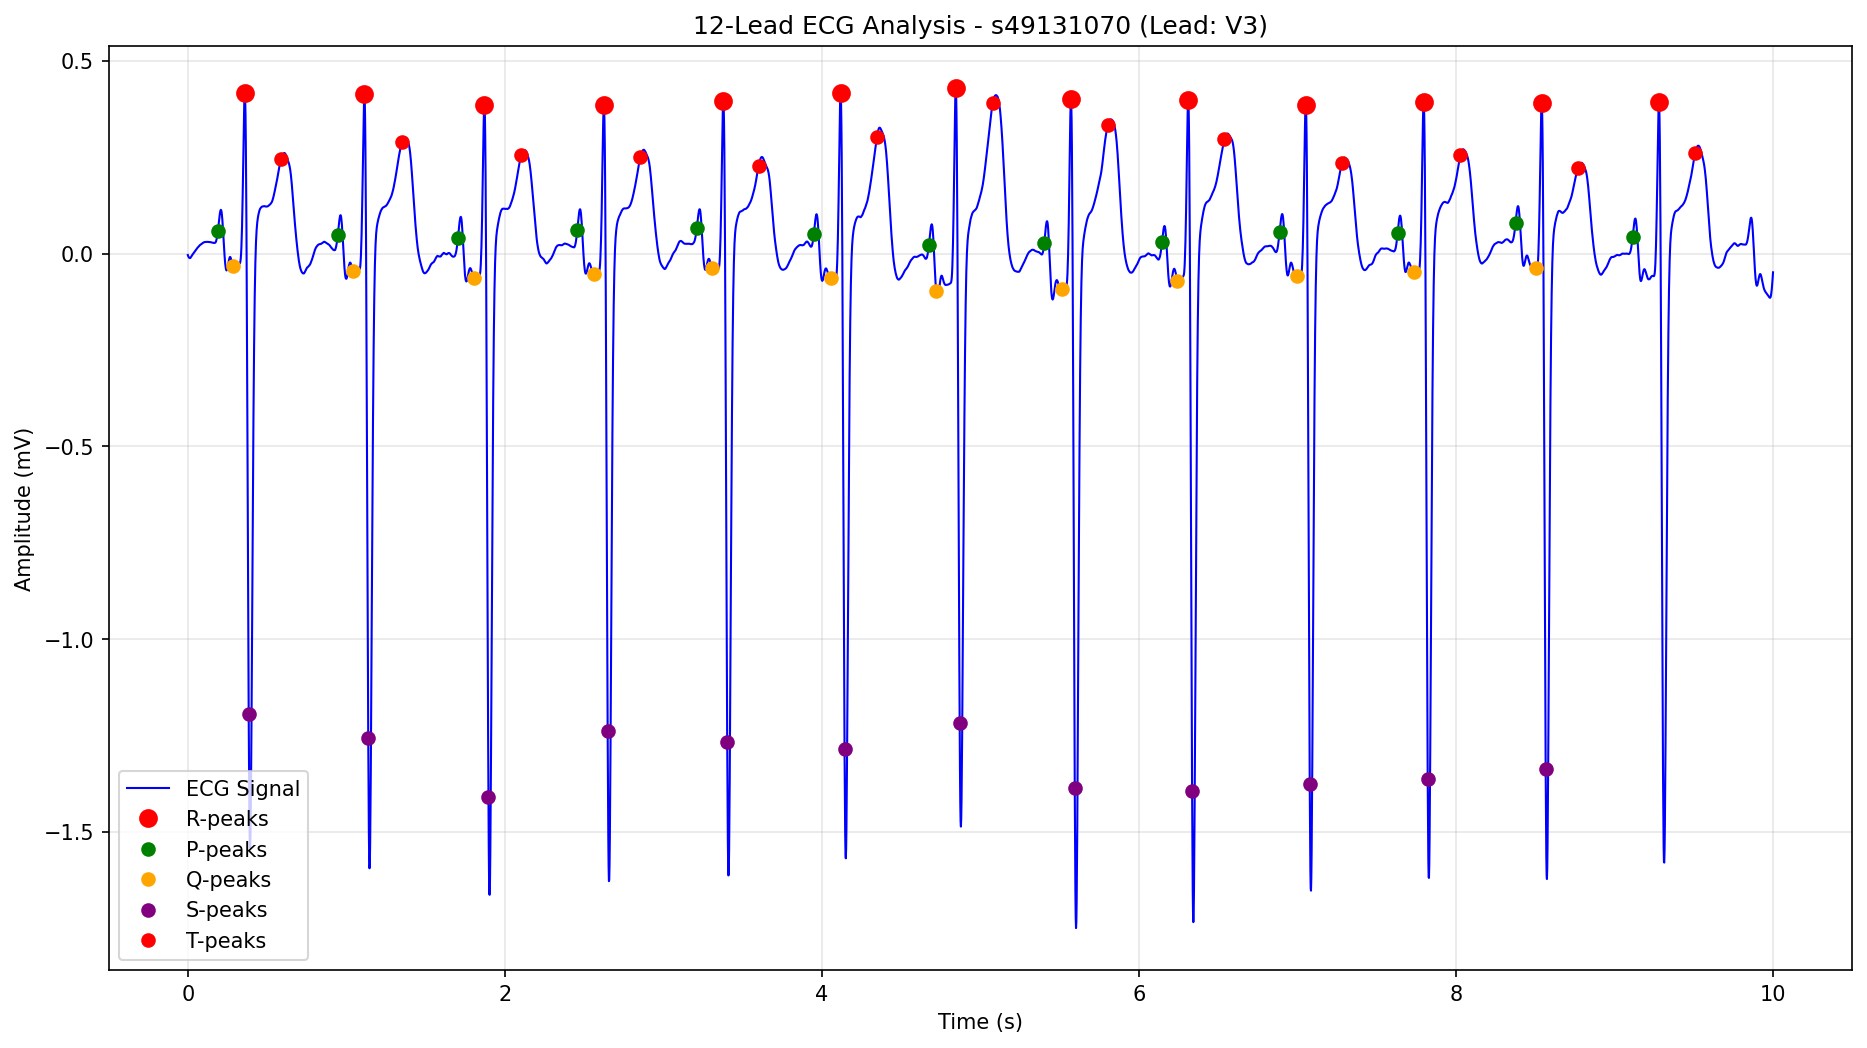 12-Lead ECG Analysis - s49131070 (Lead: V3)
0.5
0.0
−0.5
−1.0
−1.5
Amplitude (mV)
ECG Signal
R-peaks
P-peaks
Q-peaks
S-peaks
T-peaks
0 2 4 6 8 10
Time (s)